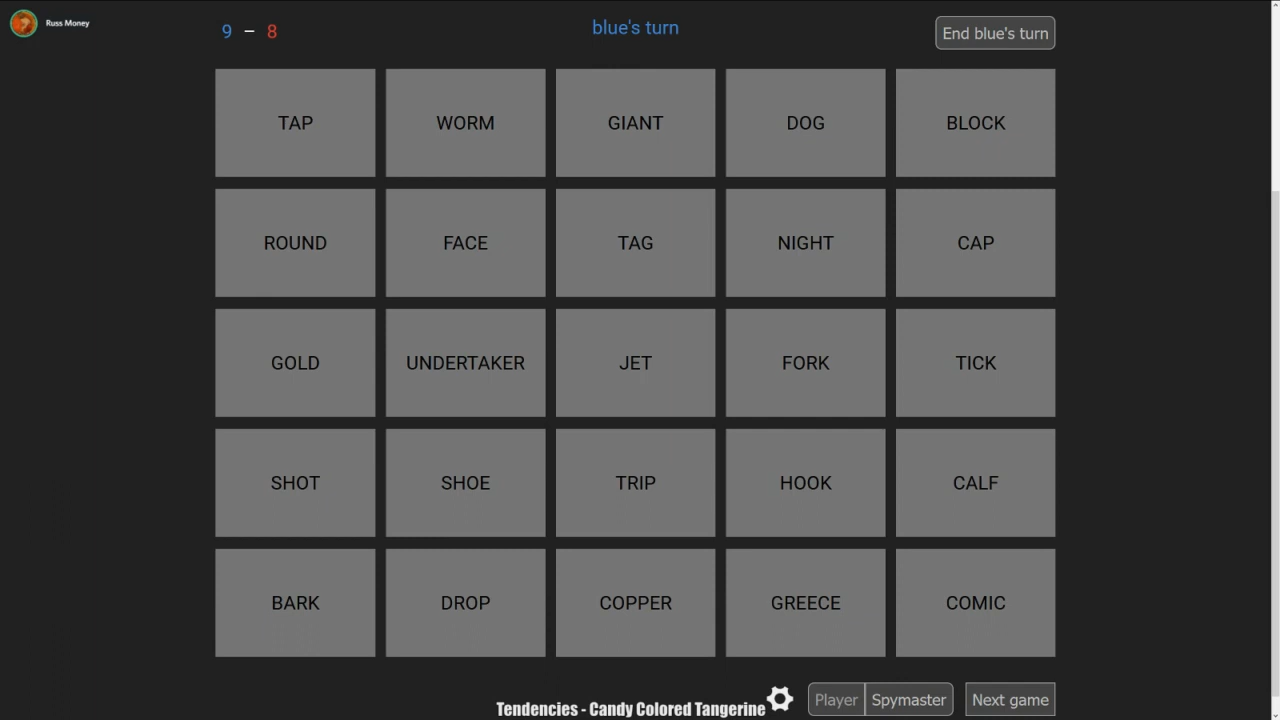 Russ Money
9 – 8
blue's turn
End blue's turn
TAP WORM GIANT DOG BLOCK
ROUND FACE TAG NIGHT CAP
GOLD UNDERTAKER JET FORK TICK
SHOT SHOE TRIP HOOK CALF
BARK DROP COPPER GREECE COMIC
Tendencies - Candy Colored Tangerine
Player Spymaster Next game